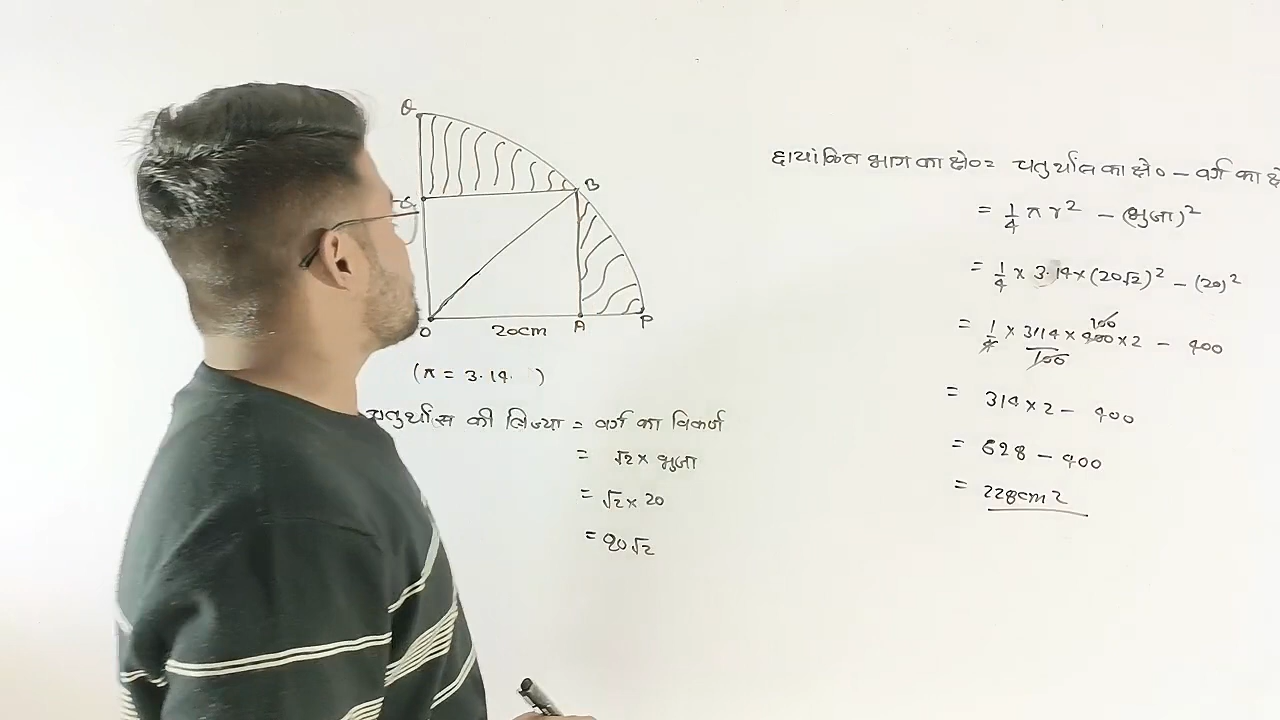 Q
B
O 20cm A P
(π = 3.14 )
की त्रिज्या = वर्ग का विकर्ण
= √2 × भुजा
= √2 × 20
= 20√2
छायांकित भाग का क्षे० = चतुर्थांश का क्षे० - वर्ग का
= 1/4 π r² - (भुजा)²
= 1/4 × 3.14 × (20√2)² - (20)²
= 1/4 × 314/100 × 400 × 2 - 400
100
= 314 × 2 - 400
= 628 - 400
= 228cm²